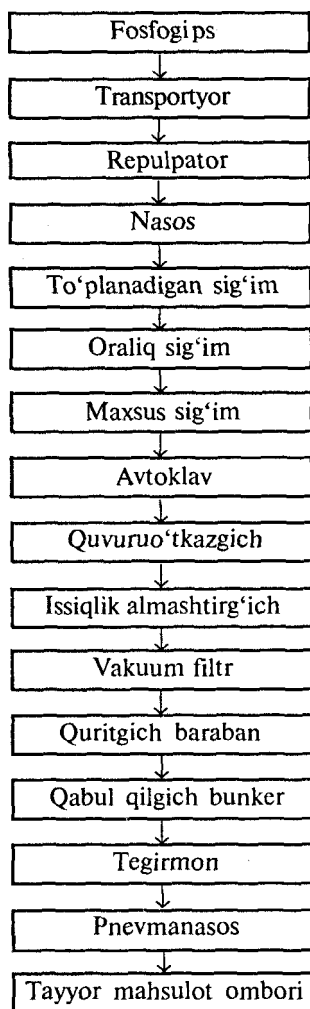 Fosfogips
Transportyor
Repulpator
Nasos
To‘planadigan sig‘im
Oraliq sig‘im
Maxsus sig‘im
Avtoklav
Quvuruo‘tkazgich
Issiqlik almashtirg‘ich
Vakuum filtr
Quritgich baraban
Qabul qilgich bunker
Tegirmon
Pnevmanasos
Tayyor mahsulot ombori